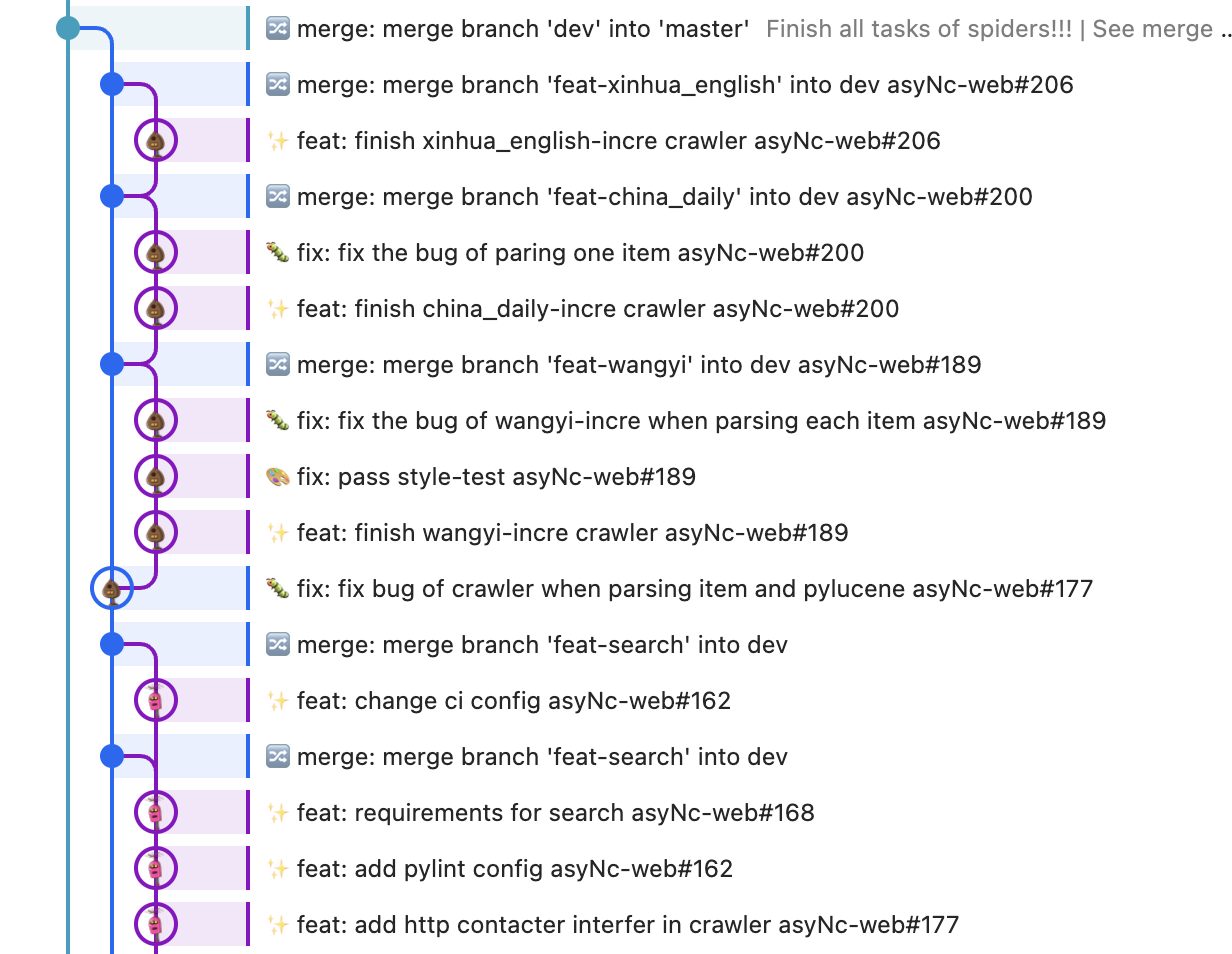 merge: merge branch 'dev' into 'master' Finish all tasks of spiders!!! | See merge ..
merge: merge branch 'feat-xinhua_english' into dev asyNc-web#206
feat: finish xinhua_english-incre crawler asyNc-web#206
merge: merge branch 'feat-china_daily' into dev asyNc-web#200
fix: fix the bug of paring one item asyNc-web#200
feat: finish china_daily-incre crawler asyNc-web#200
merge: merge branch 'feat-wangyi' into dev asyNc-web#189
fix: fix the bug of wangyi-incre when parsing each item asyNc-web#189
fix: pass style-test asyNc-web#189
feat: finish wangyi-incre crawler asyNc-web#189
fix: fix bug of crawler when parsing item and pylucene asyNc-web#177
merge: merge branch 'feat-search' into dev
feat: change ci config asyNc-web#162
merge: merge branch 'feat-search' into dev
feat: requirements for search asyNc-web#168
feat: add pylint config asyNc-web#162
feat: add http contacter interfer in crawler asyNc-web#177